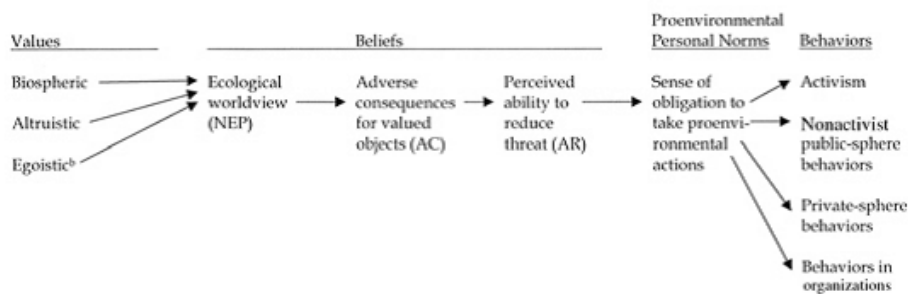 Values
Beliefs
Proenvironmental
Personal Norms
Behaviors
Biospheric
Altruistic
Egoisticᵇ
Ecological
worldview
(NEP)
Adverse
consequences
for valued
objects (AC)
Perceived
ability to
reduce
threat (AR)
Sense of
obligation to
take proenvi-
ronmental
actions
Activism
Nonactivist
public-sphere
behaviors
Private-sphere
behaviors
Behaviors in
organizations